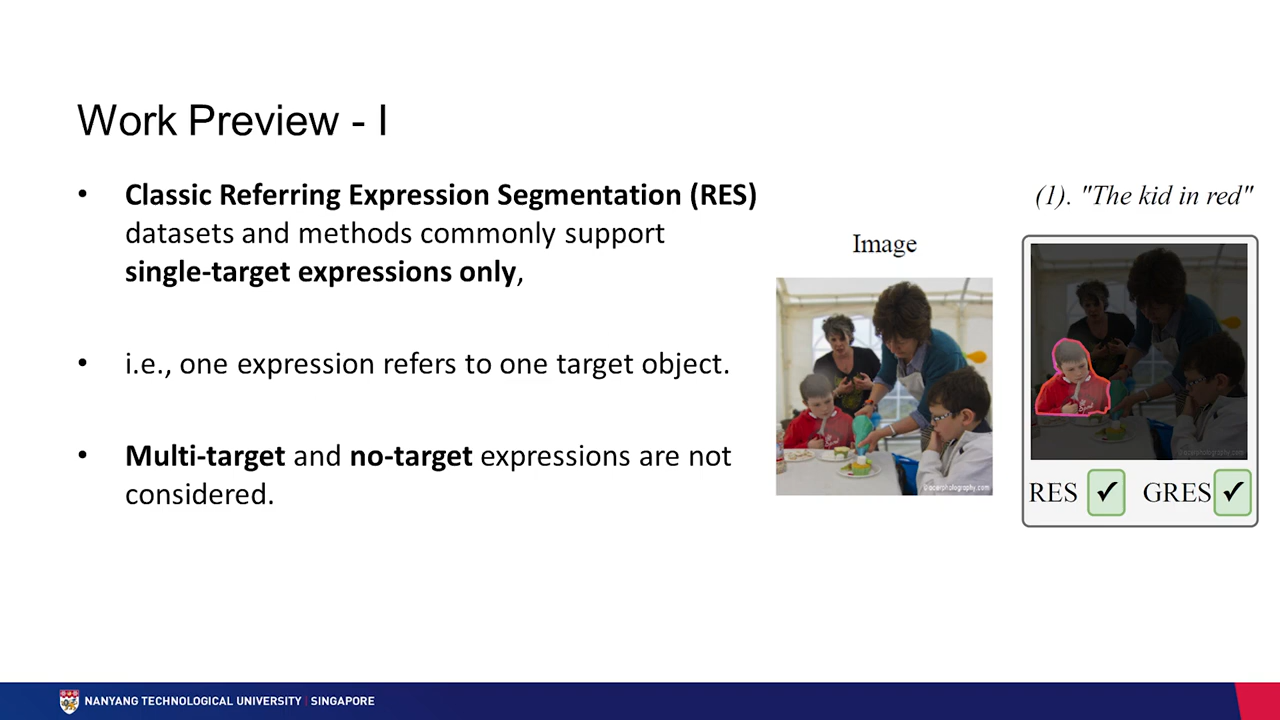 Work Preview - I
• Classic Referring Expression Segmentation (RES)
datasets and methods commonly support
single-target expressions only,
• i.e., one expression refers to one target object.
• Multi-target and no-target expressions are not
considered.
Image
©acerphotography.com
(1). "The kid in red"
RES ✓ GRES ✓
NANYANG TECHNOLOGICAL UNIVERSITY | SINGAPORE